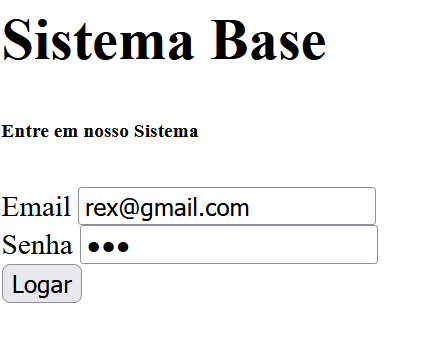 Sistema Base
Entre em nosso Sistema
Email rex@gmail.com
Senha ●●●
Logar